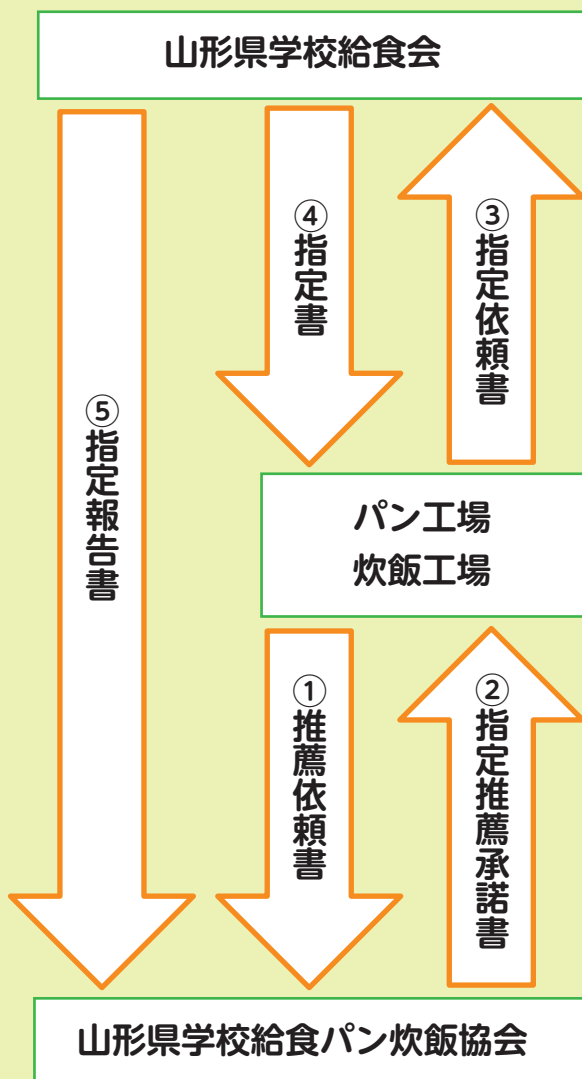 山形県学校給食会
⑤指定報告書
④指定書
③指定依頼書
パン工場
炊飯工場
①推薦依頼書
②指定推薦承諾書
山形県学校給食パン炊飯協会